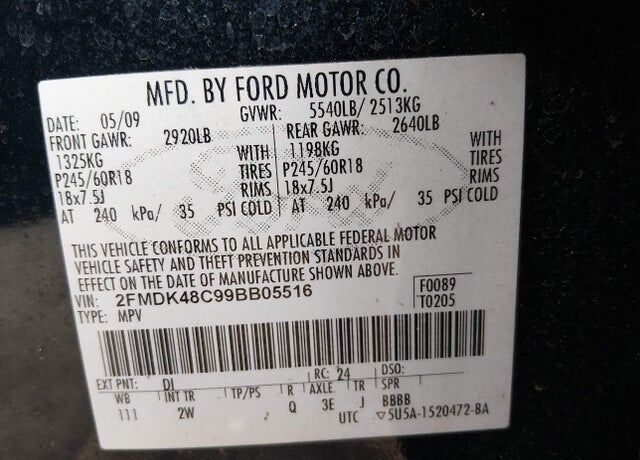 MFD. BY FORD MOTOR CO.
DATE: 05/09 GVWR: 5540LB/ 2513KG
FRONT GAWR: 2920LB REAR GAWR: 2640LB
1325KG WITH 1198KG WITH
P245/60R18 TIRES P245/60R18 TIRES
18x7.5J RIMS 18x7.5J RIMS
AT 240 kPa/ 35 PSI COLD AT 240 kPa/ 35 PSI COLD
THIS VEHICLE CONFORMS TO ALL APPLICABLE FEDERAL MOTOR
VEHICLE SAFETY AND THEFT PREVENTION STANDARDS IN
EFFECT ON THE DATE OF MANUFACTURE SHOWN ABOVE.
VIN: 2FMDK48C99BB05516 F0089
TYPE: MPV T0205
EXT PNT: DI RC: 24 DSO:
WB INT TR TP/PS R AXLE TR SPR
111 2W Q 3E J BBBB
UTC ▽5U5A-1520472-BA